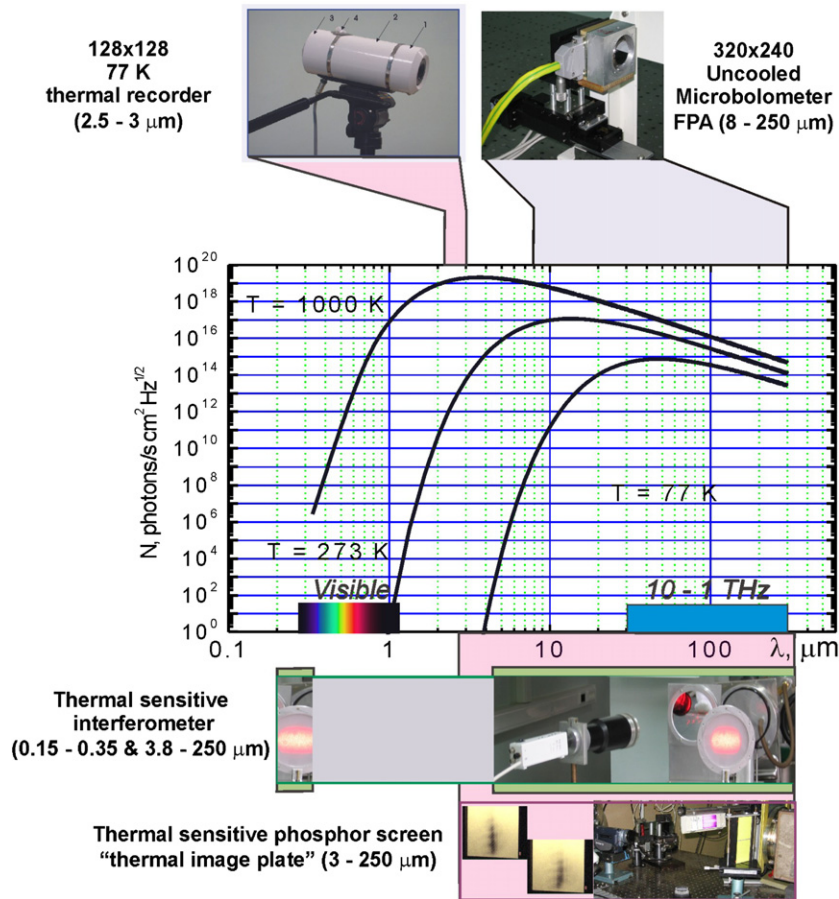 128x128
77 K
thermal recorder
(2.5 - 3 μm)
3
4
2
1
320x240
Uncooled
Microbolometer
FPA (8 - 250 μm)
N, photons/s cm² Hz^1/2
10^20
10^18
10^16
10^14
10^12
10^10
10^8
10^6
10^4
10^2
10^0
T = 1000 K
T = 273 K
T = 77 K
Visible
10 - 1 THz
0.1
1
10
100
λ, μm
Thermal sensitive
interferometer
(0.15 - 0.35 & 3.8 - 250 μm)
Thermal sensitive phosphor screen
“thermal image plate” (3 - 250 μm)